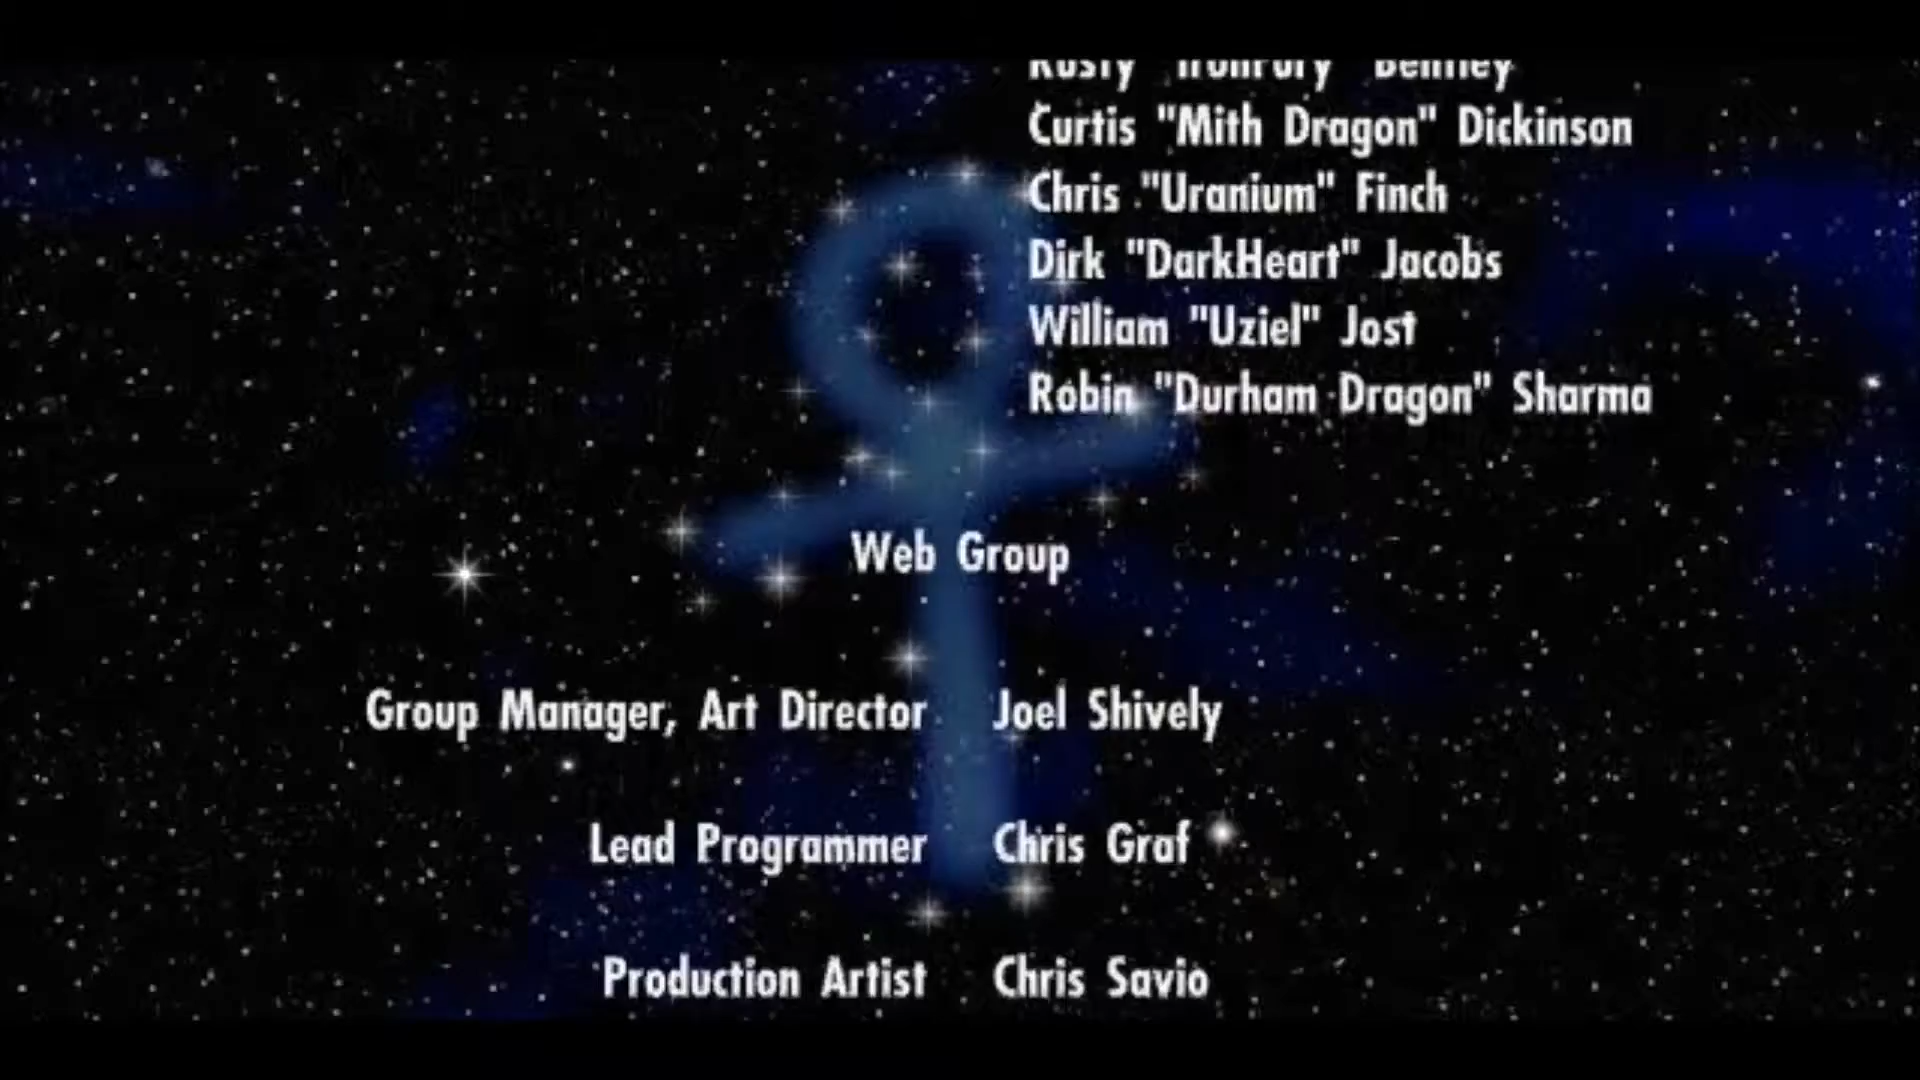 Rusty
Curtis "Mith Dragon" Dickinson
Chris "Uranium" Finch
Dirk "DarkHeart" Jacobs
William "Uziel" Jost
Robin "Durham Dragon" Sharma
Web Group
Group Manager, Art Director Joel Shively
Lead Programmer Chris Graf
Production Artist Chris Savio